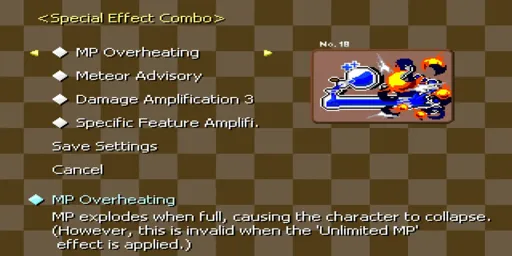 <Special Effect Combo>
No. 18
MP Overheating
Meteor Advisory
Damage Amplification 3
Specific Feature Amplifi.
Save Settings
Cancel
MP Overheating
MP explodes when full, causing the character to collapse.
(However, this is invalid when the 'Unlimited MP'
effect is applied.)